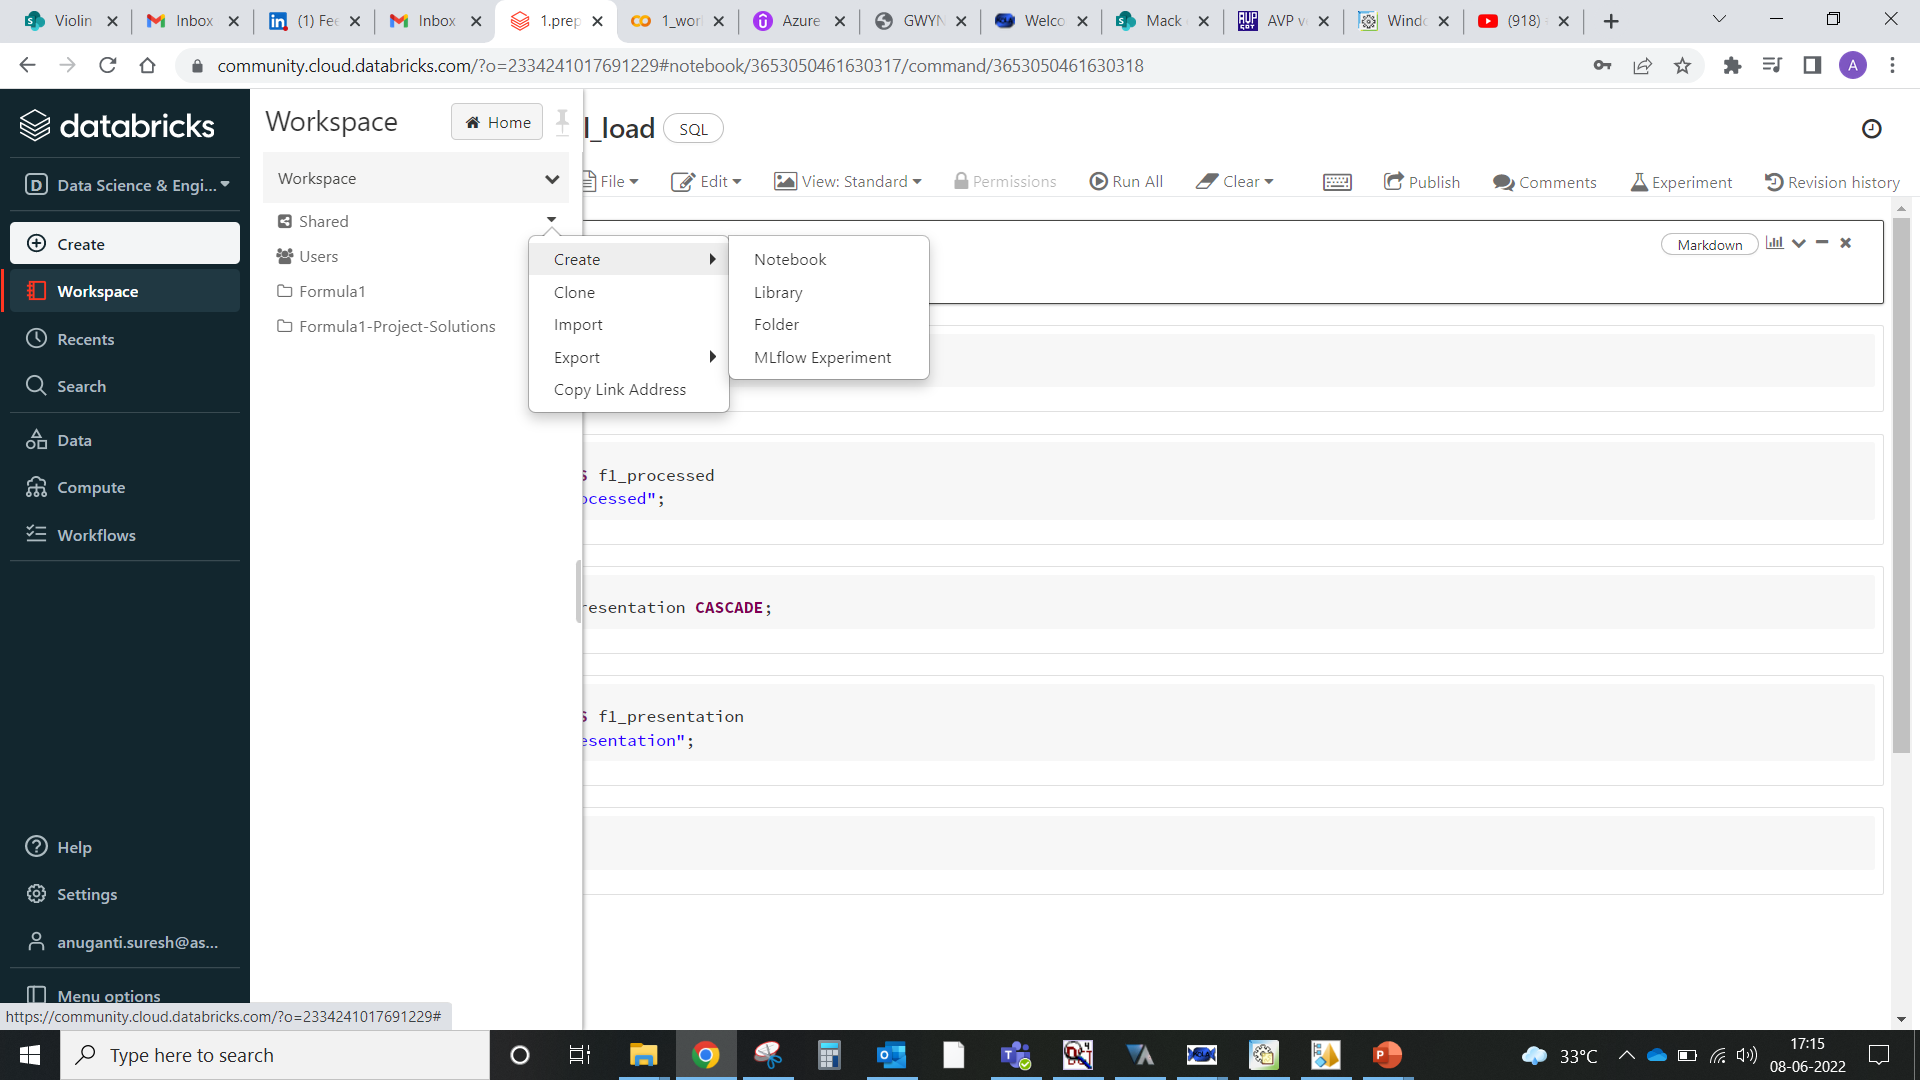 Violin
Inbox
(1) Fee
Inbox
1.prep
1_worl
Azure
GWYN
Welco
Mack
AVP v
Windo
(918)
community.cloud.databricks.com/?o=2334241017691229#notebook/3653050461630317/command/3653050461630318
A
databricks
D Data Science & Engi...
Create
Workspace
Recents
Search
Data
Compute
Workflows
Help
Settings
anuganti.suresh@as...
Menu options
https://community.cloud.databricks.com/?o=2334241017691229#
Workspace
Home
Workspace
Shared
Users
Formula1
Formula1-Project-Solutions
Create
Clone
Import
Export
Copy Link Address
Notebook
Library
Folder
MLflow Experiment
l_load SQL
File Edit View: Standard Permissions Run All Clear Publish Comments Experiment Revision history
Markdown
S f1_processed
ocessed";
resentation CASCADE;
S f1_presentation
esentation";
Type here to search
33°C
17:15
08-06-2022